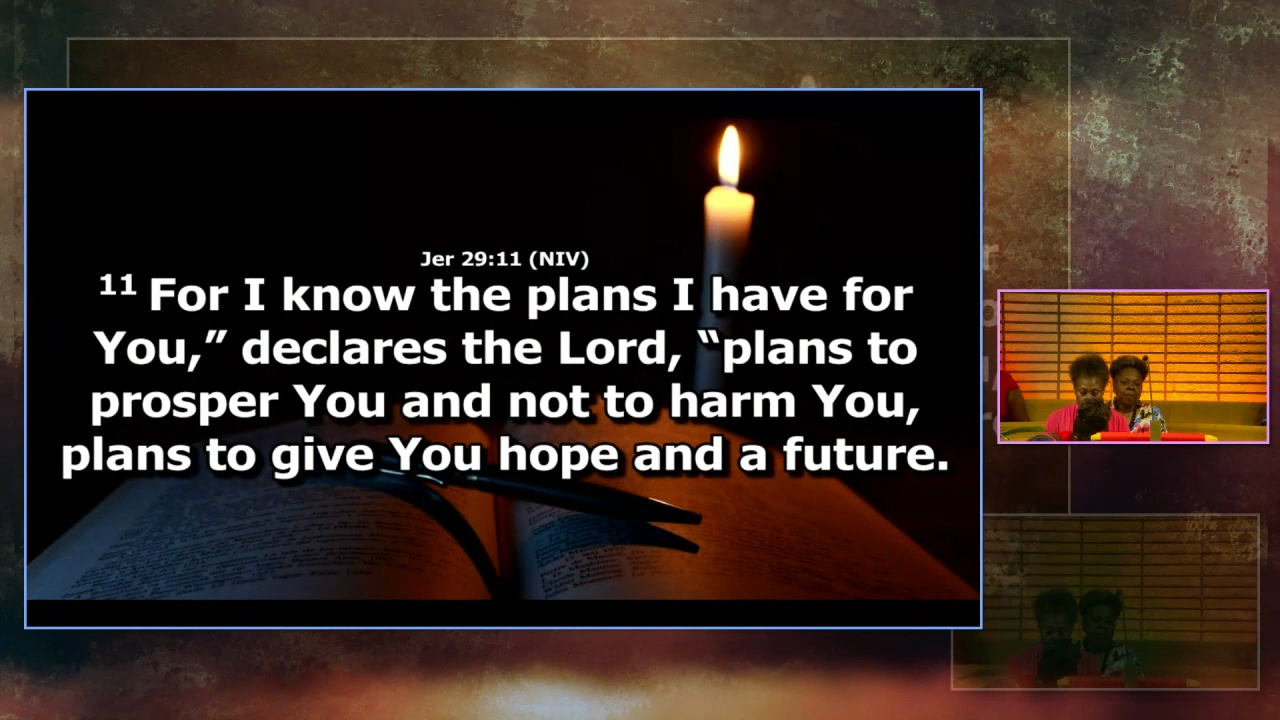 Jer 29:11 (NIV)
11 For I know the plans I have for
You,” declares the Lord, “plans to
prosper You and not to harm You,
plans to give You hope and a future.